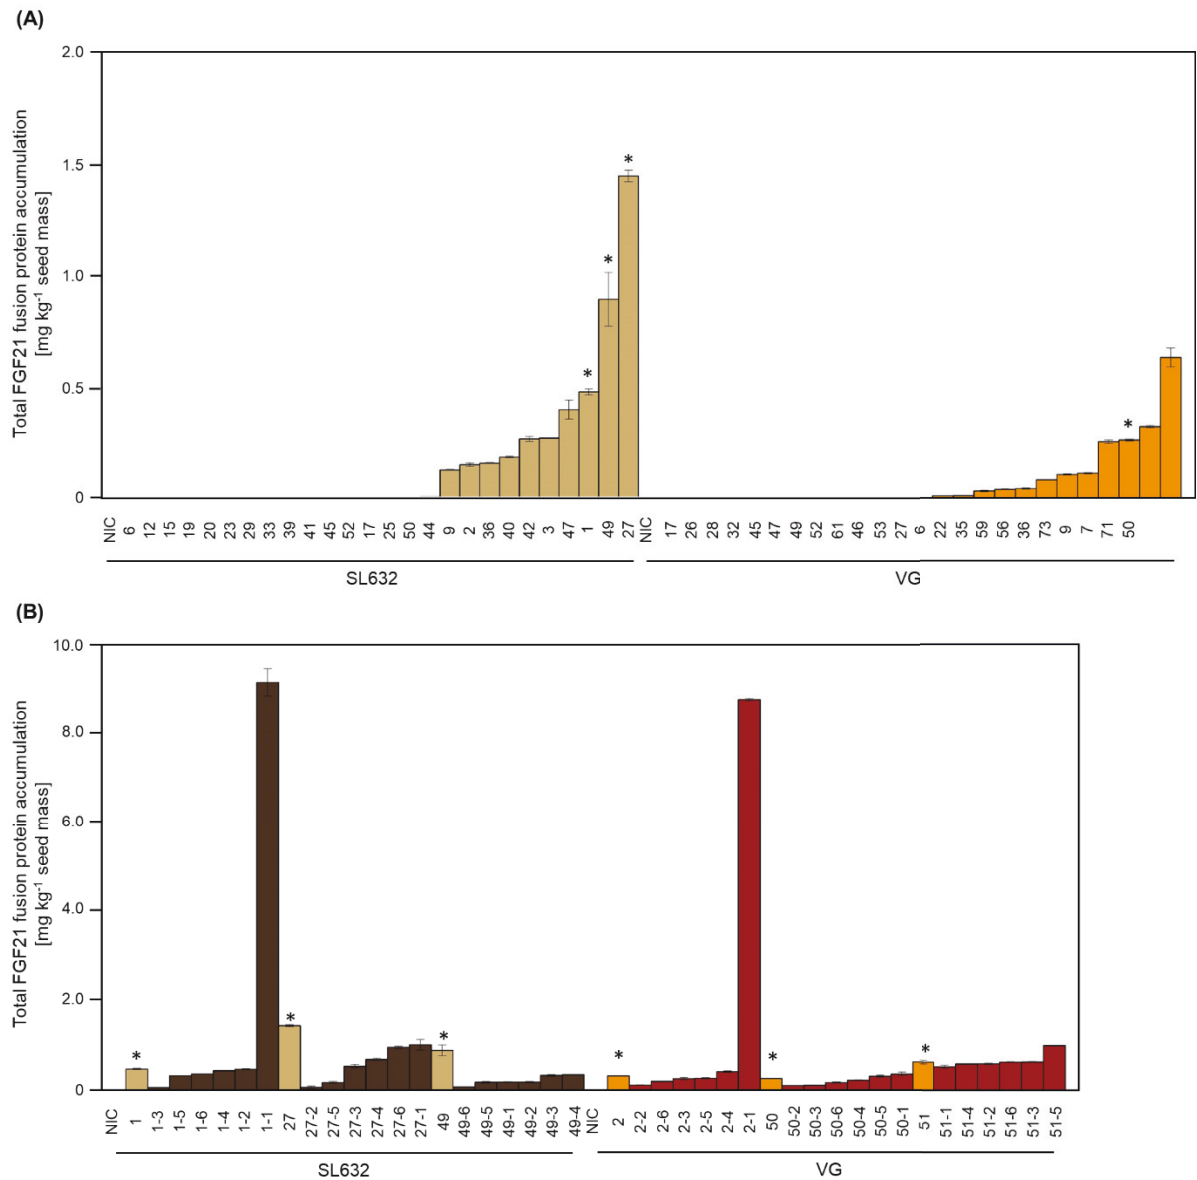 (A)
Total FGF21 fusion protein accumulation
[mg kg-1 seed mass]
2.0
1.5
1.0
0.5
0
* * * *
NIC 6 12 15 19 20 23 29 33 39 41 45 52 17 25 50 44 9 2 36 40 42 3 47 1 49 27 NIC 17 26 28 32 45 47 49 52 61 46 53 27 6 22 35 59 56 36 73 9 7 71 50
SL632 VG
(B)
Total FGF21 fusion protein accumulation
[mg kg-1 seed mass]
10.0
8.0
6.0
4.0
2.0
0
* * * * * *
NIC 1 1-3 1-5 1-6 1-4 1-2 1-1 27 27-2 27-5 27-3 27-4 27-6 27-1 49 49-6 49-5 49-1 49-2 49-3 49-4 NIC 2 2-2 2-6 2-3 2-5 2-4 2-1 50 50-2 50-3 50-6 50-4 50-5 50-1 51 51-1 51-4 51-2 51-6 51-3 51-5
SL632 VG